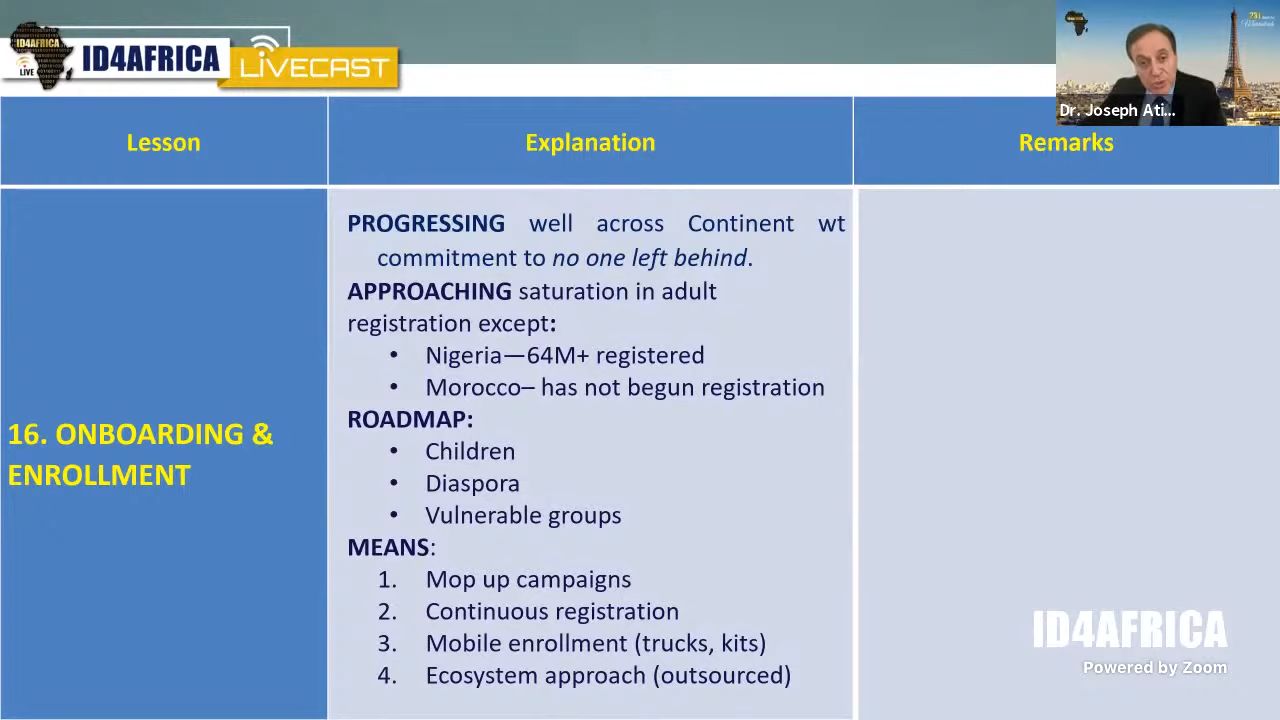 ID4AFRICA
LIVE
ID4AFRICA
LIVECAST
Dr. Joseph Ati...
Lesson
Explanation
Remarks
16. ONBOARDING &
ENROLLMENT
PROGRESSING well across Continent wt
commitment to no one left behind.
APPROACHING saturation in adult
registration except:
• Nigeria—64M+ registered
• Morocco– has not begun registration
ROADMAP:
• Children
• Diaspora
• Vulnerable groups
MEANS:
1. Mop up campaigns
2. Continuous registration
3. Mobile enrollment (trucks, kits)
4. Ecosystem approach (outsourced)
ID4AFRICA
Powered by Zoom